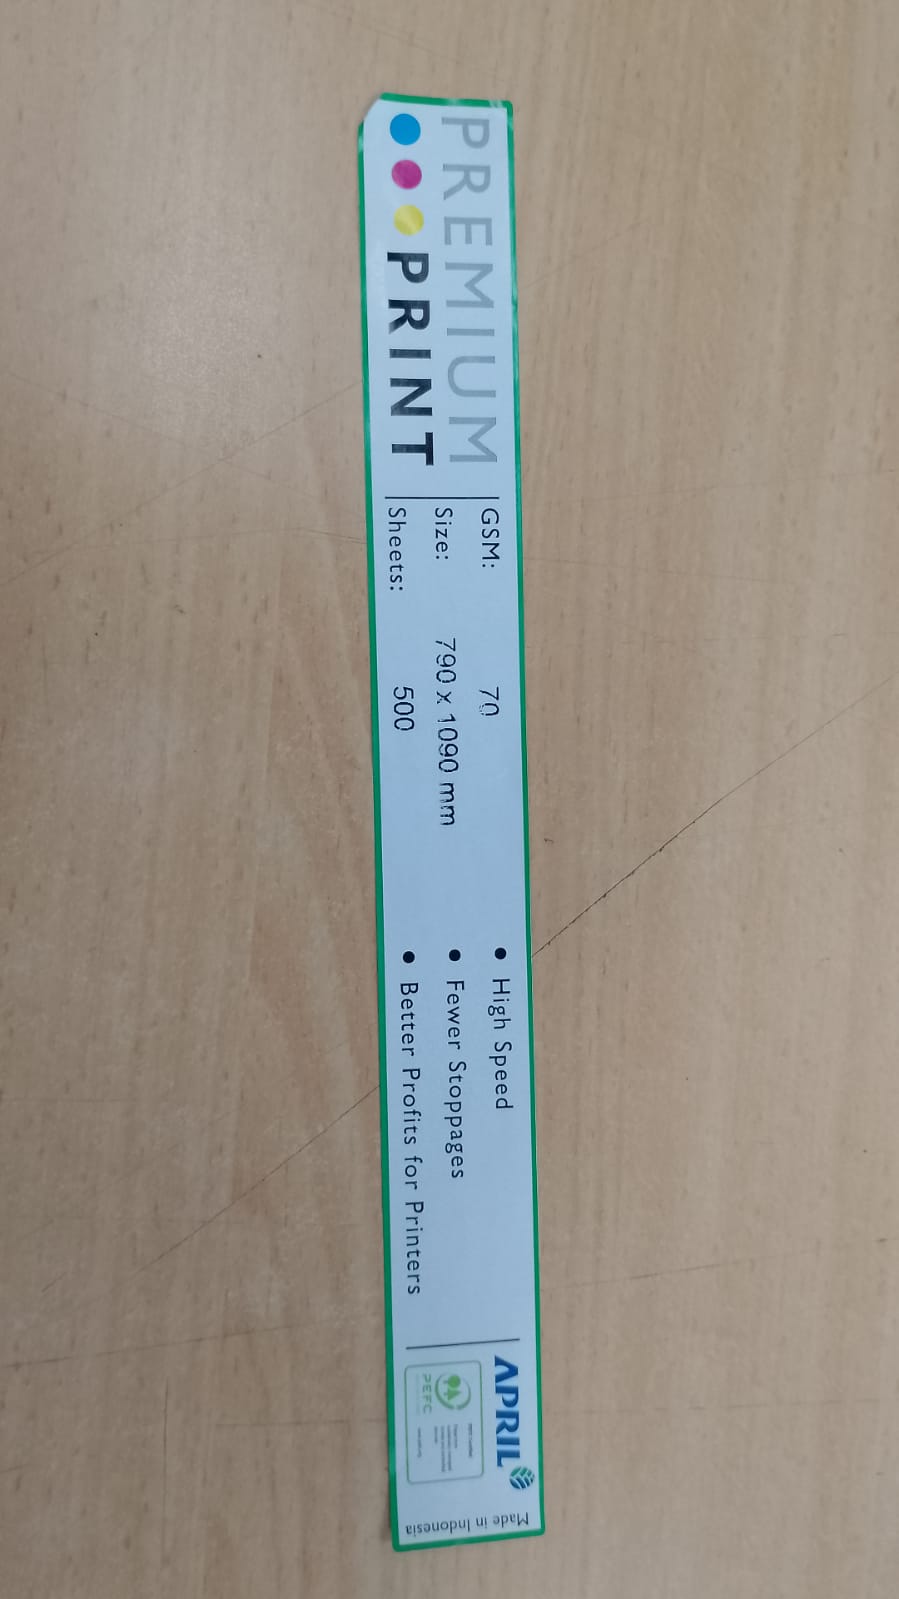 PREMIUM
PRINT
GSM: 70
Size: 790 x 1090 mm
Sheets: 500
• High Speed
• Fewer Stoppages
• Better Profits for Printers
APRIL
PEFC
Made in Indonesia